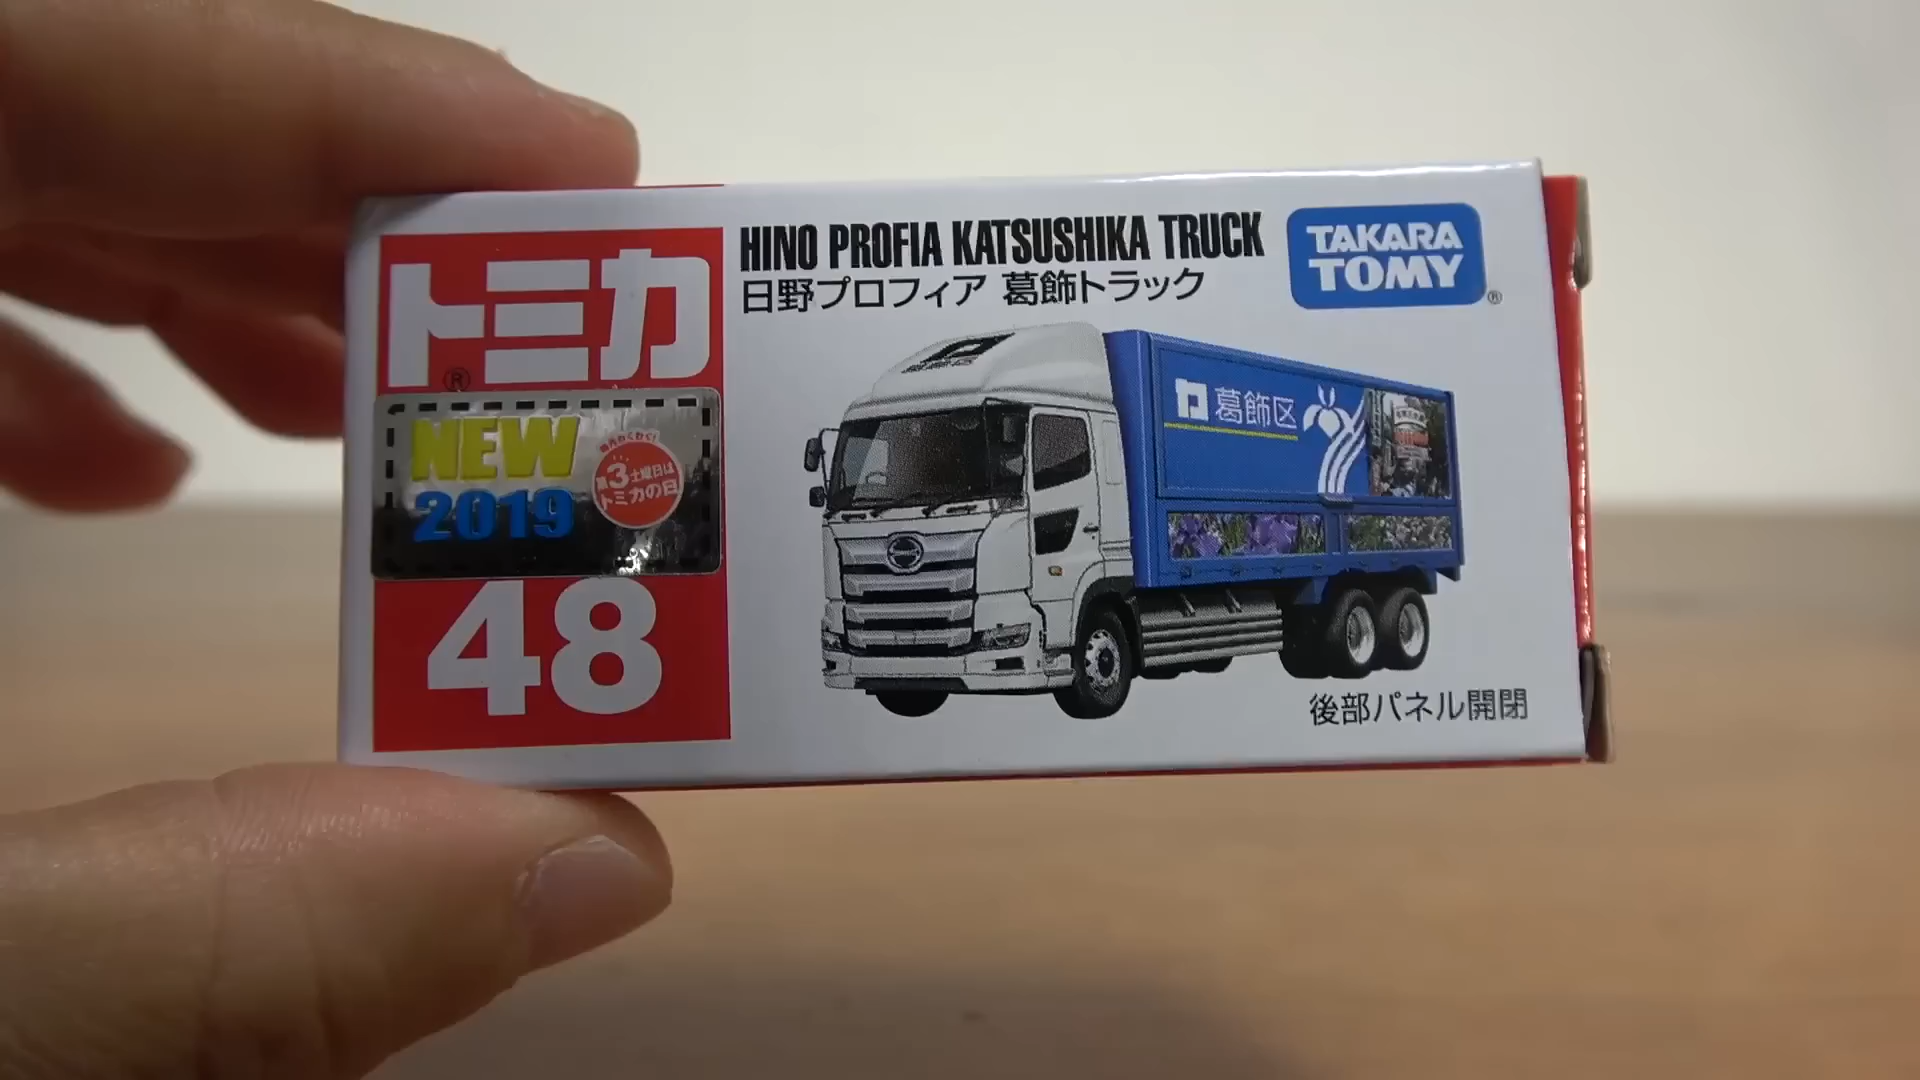 トミカ
®
NEW
2019
第3土曜日は
トミカの日
48
HINO PROFIA KATSUSHIKA TRUCK
日野プロフィア 葛飾トラック
TAKARA
TOMY
®
葛飾区
後部パネル開閉